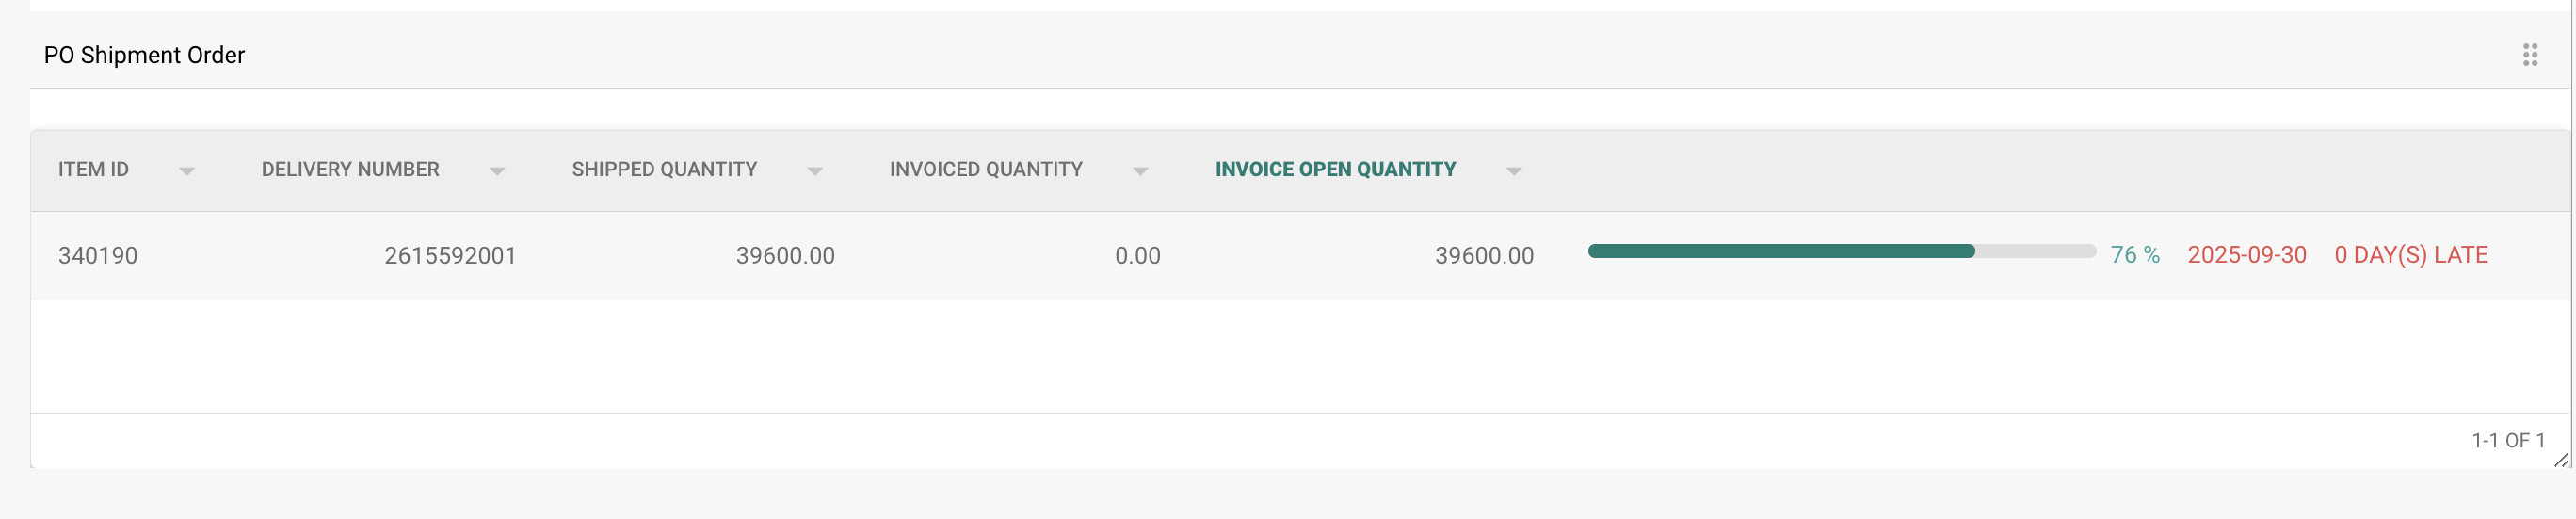 PO Shipment Order
ITEM ID DELIVERY NUMBER SHIPPED QUANTITY INVOICED QUANTITY INVOICE OPEN QUANTITY
340190 2615592001 39600.00 0.00 39600.00 76 % 2025-09-30 0 DAY(S) LATE
1-1 OF 1